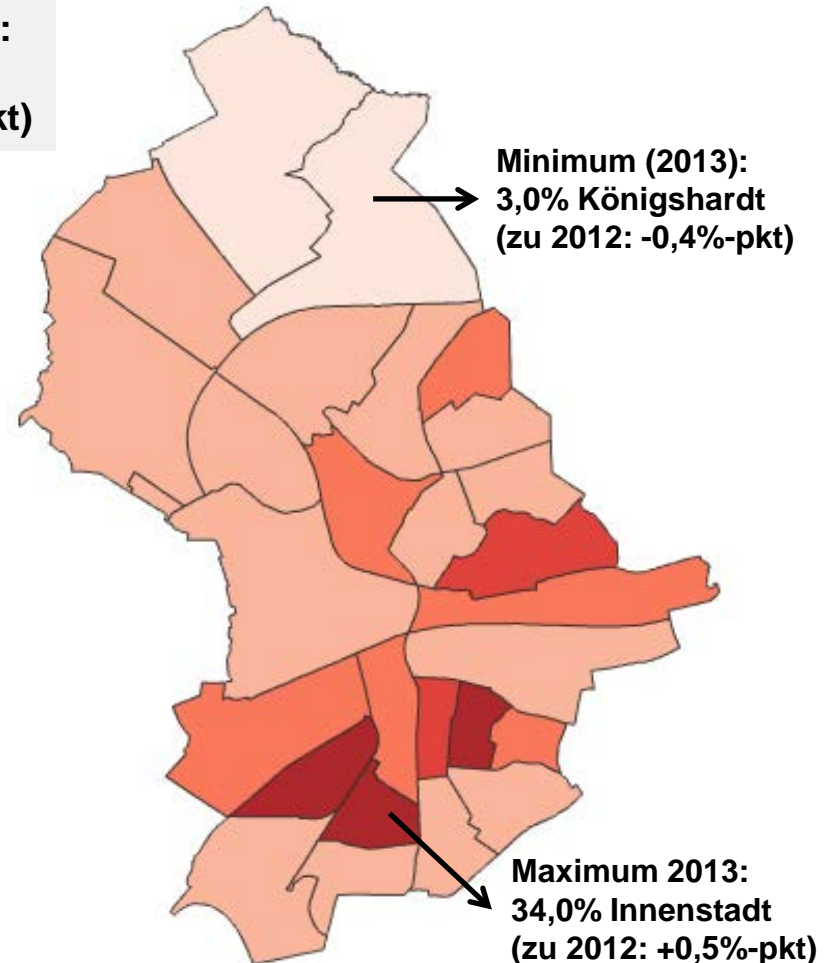 :
kt)
Minimum (2013):
3,0% Königshardt
(zu 2012: -0,4%-pkt)
Maximum 2013:
34,0% Innenstadt
(zu 2012: +0,5%-pkt)